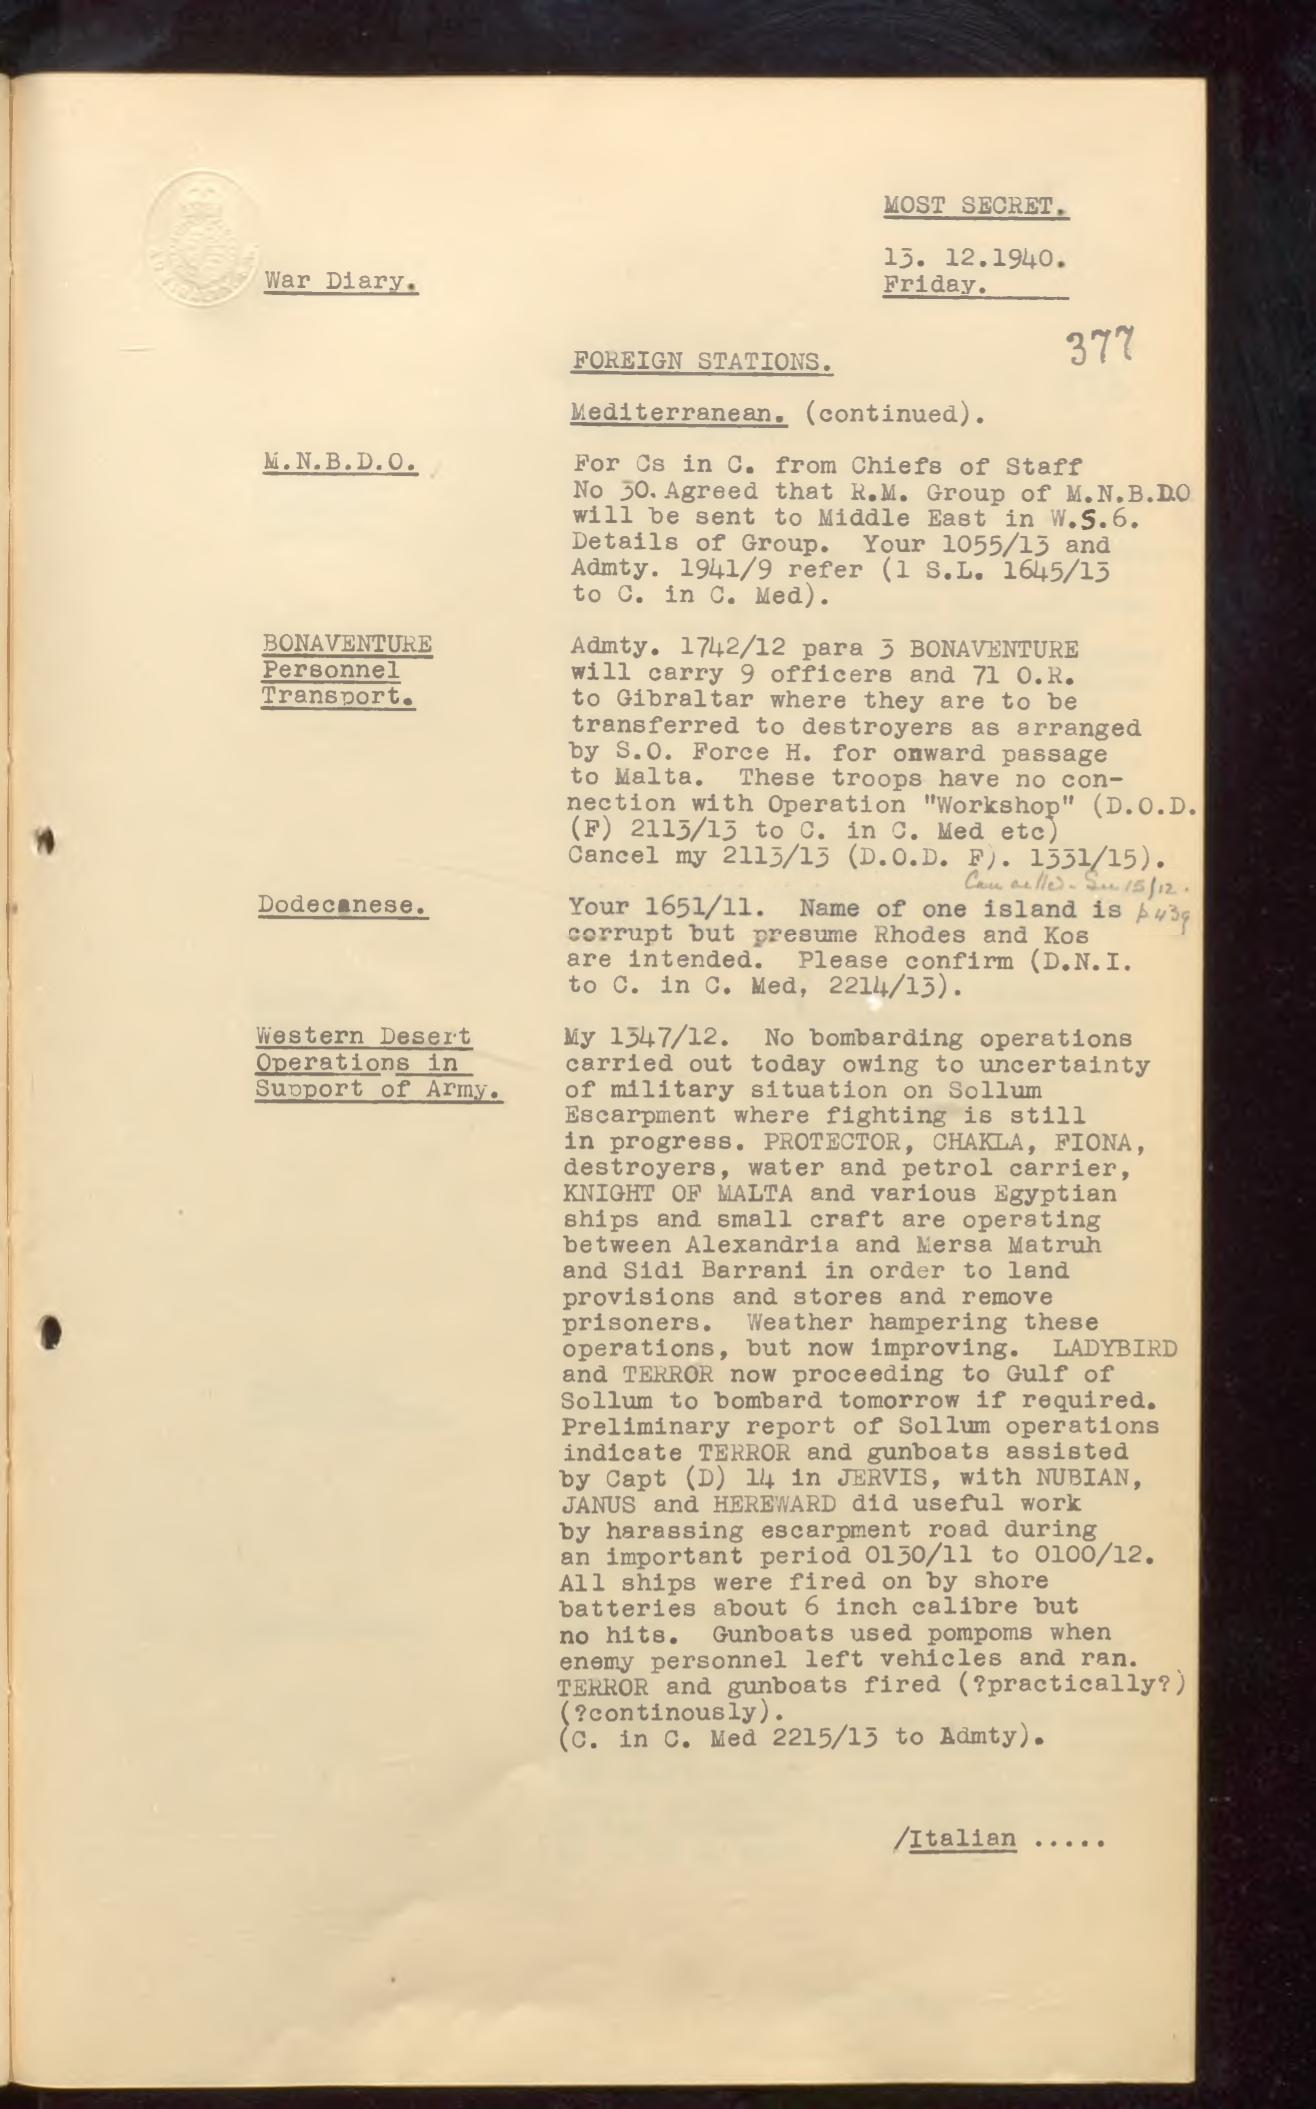 MOST SECRET.
13. 12.1940.
War Diary.
Friday.
377
FOREIGN STATIONS.
Mediterranean. (continued).
M.N.B.D.O.
For Cs in C. from Chiefs of Staff
No 30. Agreed that R.M. Group of M.N.B.D.O
will be sent to Middle East in W.S.6.
Details of Group. Your 1055/13 and
Admty. 1941/9 refer (1 S.L. 1645/13
to C. in C. Med).
BONAVENTURE
Personnel
Transport.
Admty. 1742/12 para 3 BONAVENTURE
will carry 9 officers and 71 O.R.
to Gibraltar where they are to be
transferred to destroyers as arranged
by S.O. Force H. for onward passage
to Malta. These troops have no con-
nection with Operation "Workshop" (D.O.D.
(F) 2113/13 to C. in C. Med etc)
Cancel my 2113/13 (D.O.D. F). 1331/15).
Cancelled - See 15/12.
p 439
Dodecanese.
Your 1651/11. Name of one island is
corrupt but presume Rhodes and Kos
are intended. Please confirm (D.N.I.
to C. in C. Med, 2214/13).
Western Desert
Operations in
Support of Army.
My 1347/12. No bombarding operations
carried out today owing to uncertainty
of military situation on Sollum
Escarpment where fighting is still
in progress. PROTECTOR, CHAKLA, FIONA,
destroyers, water and petrol carrier,
KNIGHT OF MALTA and various Egyptian
ships and small craft are operating
between Alexandria and Mersa Matruh
and Sidi Barrani in order to land
provisions and stores and remove
prisoners. Weather hampering these
operations, but now improving. LADYBIRD
and TERROR now proceeding to Gulf of
Sollum to bombard tomorrow if required.
Preliminary report of Sollum operations
indicate TERROR and gunboats assisted
by Capt (D) 14 in JERVIS, with NUBIAN,
JANUS and HEREWARD did useful work
by harassing escarpment road during
an important period 0130/11 to 0100/12.
All ships were fired on by shore
batteries about 6 inch calibre but
no hits. Gunboats used pompoms when
enemy personnel left vehicles and ran.
TERROR and gunboats fired (?practically?)
(?continously).
(C. in C. Med 2215/13 to Admty).
/Italian .....